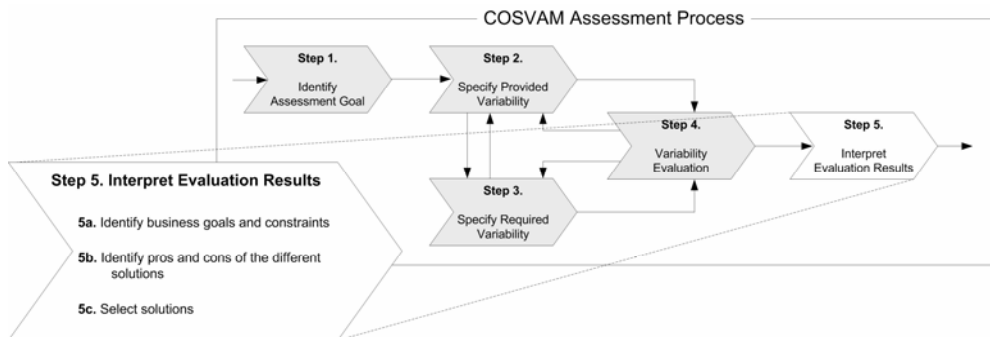 COSVAM Assessment Process
Step 1.
Identify
Assessment Goal
Step 2.
Specify Provided
Variability
Step 4.
Variability
Evaluation
Step 5.
Interpret
Evaluation Results
Step 3.
Specify Required
Variability
Step 5. Interpret Evaluation Results
5a. Identify business goals and constraints
5b. Identify pros and cons of the different
solutions
5c. Select solutions